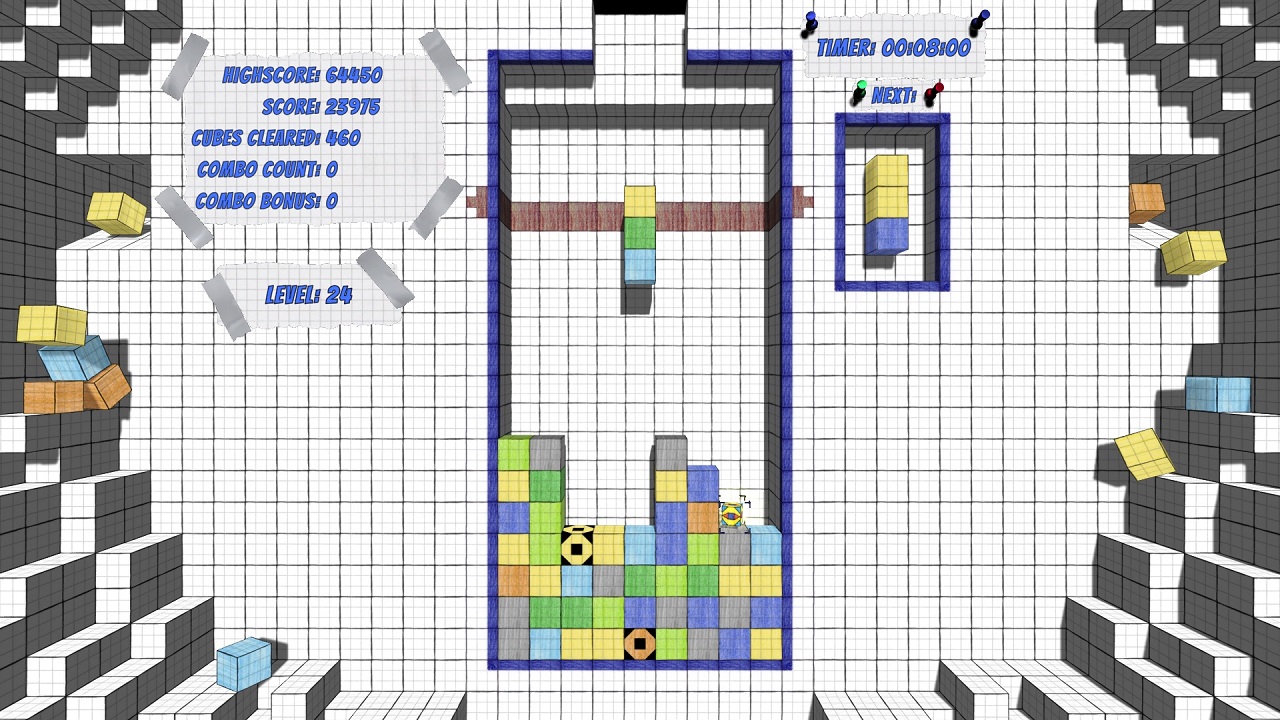 HIGHSCORE: 64450
SCORE: 23975
CUBES CLEARED: 460
COMBO COUNT: 0
COMBO BONUS: 0
LEVEL: 24
TIMER: 00:08:00
NEXT: